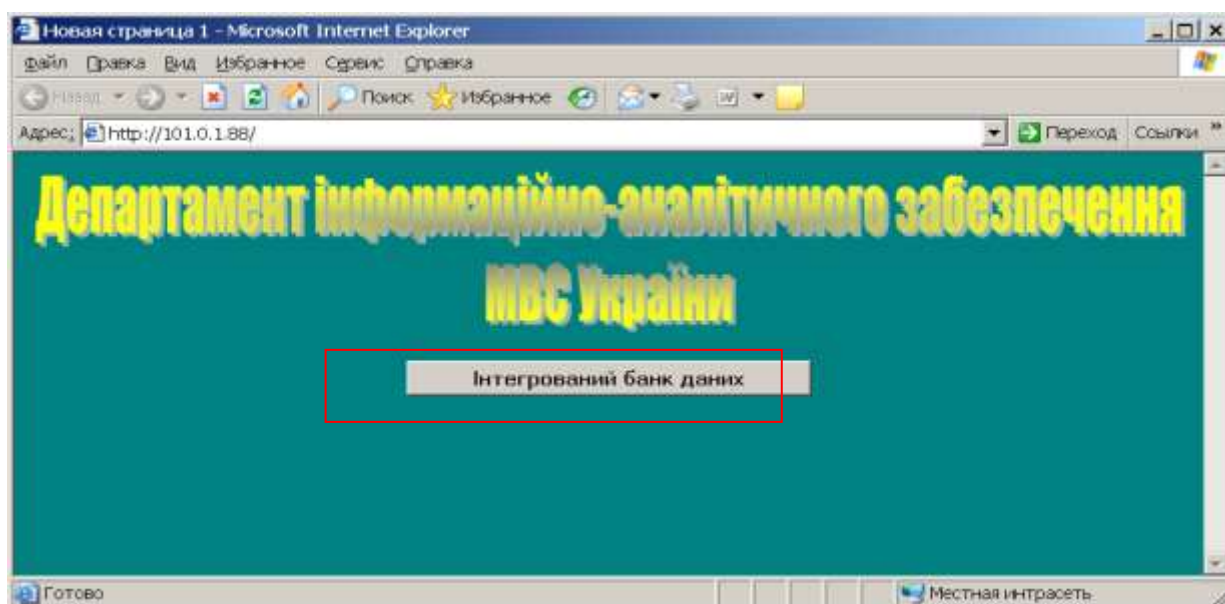 Новая страница 1 - Microsoft Internet Explorer
Файл Правка Вид Избранное Сервис Справка
Назад Поиск Избранное
Адрес: http://101.0.1.88/ Переход Ссылки »
Департамент інформаційно-аналітичного забезпечення
МВС України
Інтегрований банк даних
Готово Местная интрасеть